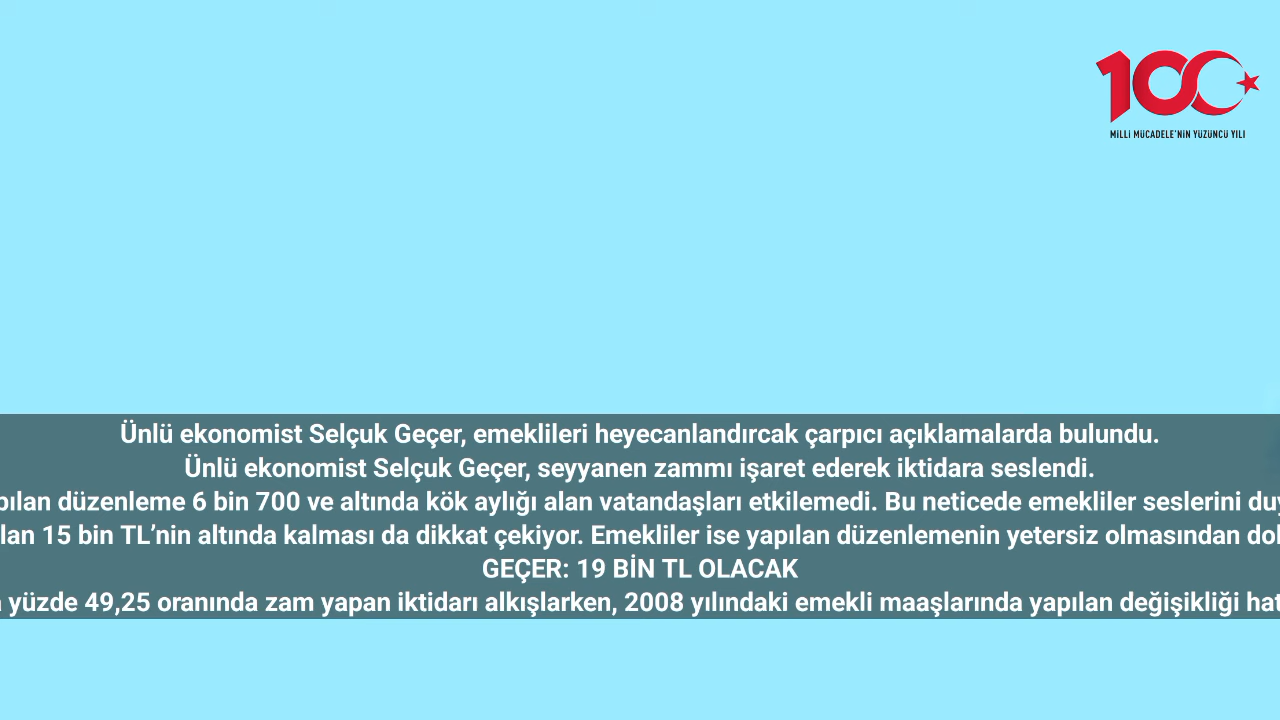 100
MİLLİ MÜCADELE'NİN YÜZÜNCÜ YILI
Ünlü ekonomist Selçuk Geçer, emeklileri heyecanlandırcak çarpıcı açıklamalarda bulundu.
Ünlü ekonomist Selçuk Geçer, seyyanen zammı işaret ederek iktidara seslendi.
düzenleme 6 bin 700 ve altında kök aylığı alan vatandaşları etkilemedi. Bu neticede emekliler seslerini
15 bin TL’nin altında kalması da dikkat çekiyor. Emekliler ise yapılan düzenlemenin yetersiz olmasından
GEÇER: 19 BİN TL OLACAK
yüzde 49,25 oranında zam yapan iktidarı alkışlarken, 2008 yılındaki emekli maaşlarında yapılan değişikliği